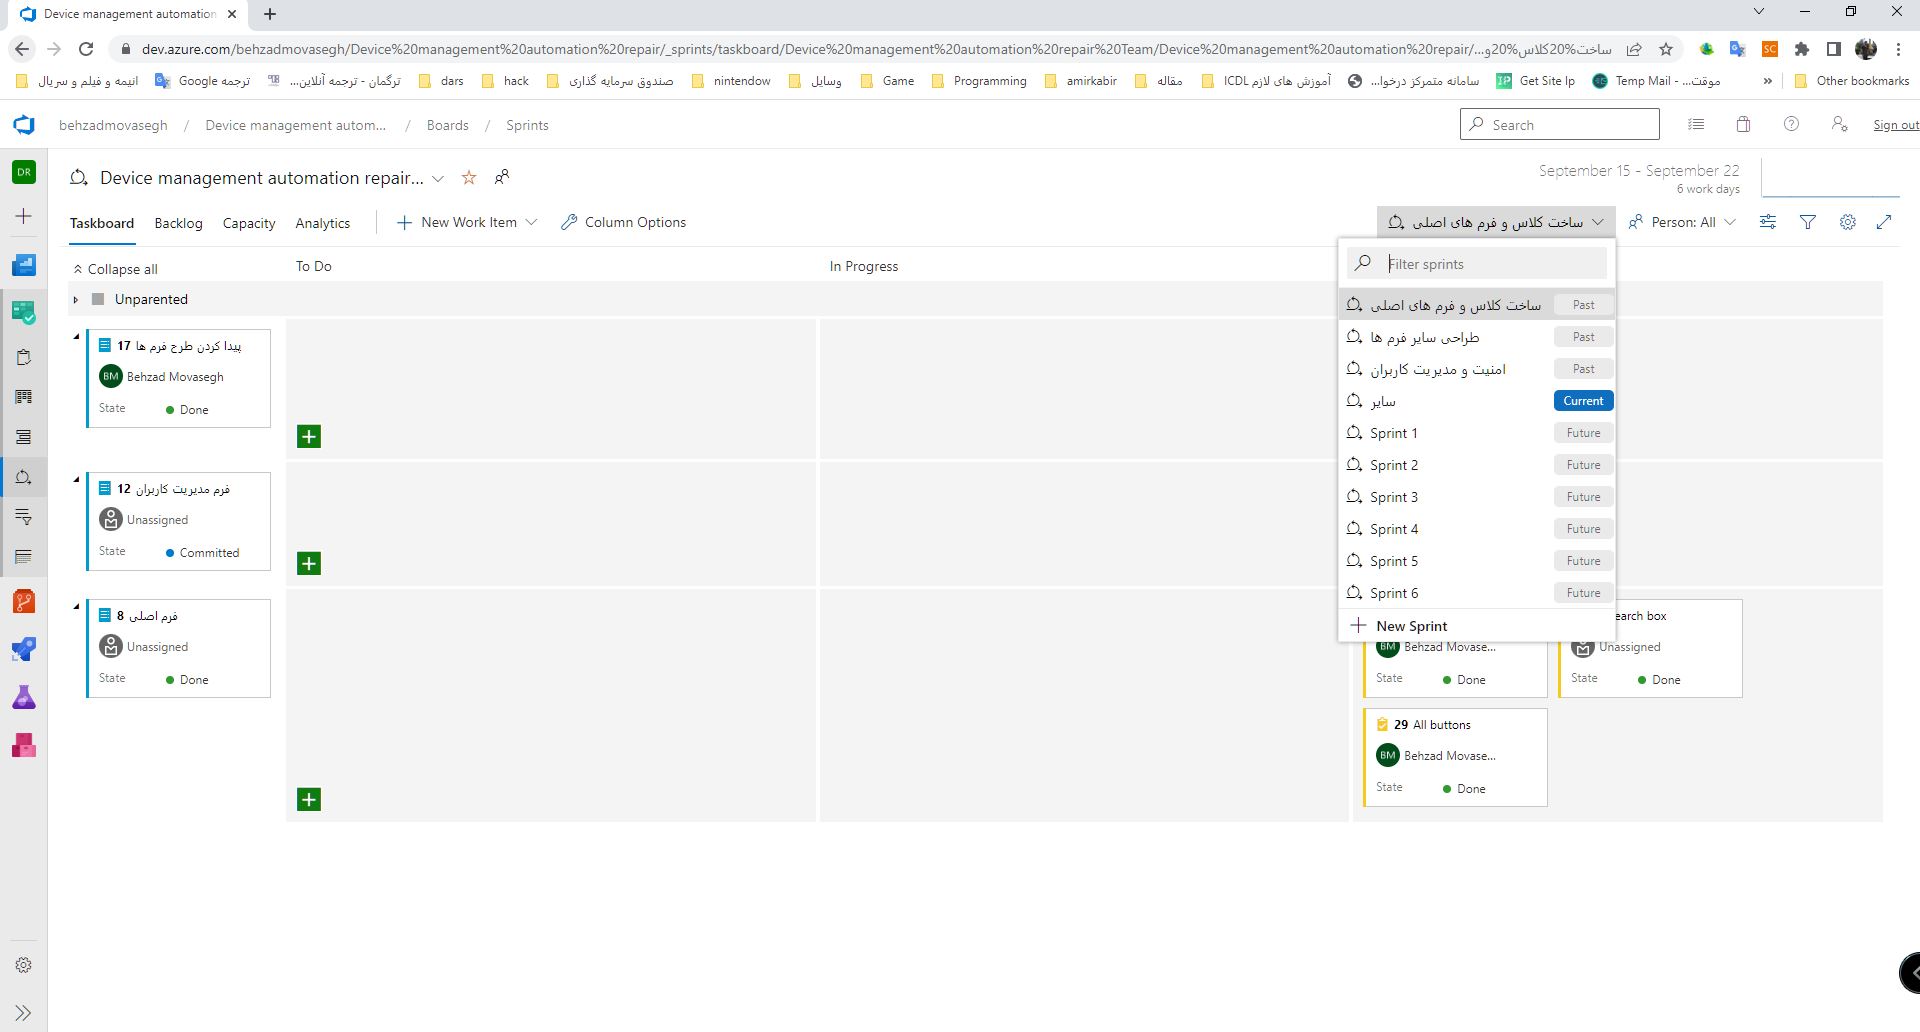 Device management automation
dev.azure.com/behzadmovasegh/Device%20management%20automation%20repair/_sprints/taskboard/Device%20management%20automation%20repair%20Team/Device%20management%20automation%20repair/...ساخت%20کلاس%20و
انیمه و فیلم و سریال
ترجمه Google
ترگمان - ترجمه آنلاین...
dars
hack
صندوق سرمایه گذاری
nintendow
وسایل
Game
Programming
amirkabir
مقاله
آموزش های لازم ICDL
سامانه متمرکز درخوا...
Get Site Ip
Temp Mail - موقت...
Other bookmarks
behzadmovasegh / Device management autom... / Boards / Sprints
Search
Sign out
DR
Device management automation repair...
September 15 - September 22
6 work days
Taskboard
Backlog
Capacity
Analytics
New Work Item
Column Options
ساخت کلاس و فرم های اصلی
Person: All
Collapse all
To Do
In Progress
Filter sprints
Unparented
ساخت کلاس و فرم های اصلی Past
طراحی سایر فرم ها Past
امنیت و مدیریت کاربران Past
سایر Current
Sprint 1 Future
Sprint 2 Future
Sprint 3 Future
Sprint 4 Future
Sprint 5 Future
Sprint 6 Future
New Sprint
17 پیدا کردن طرح فرم ها
BM Behzad Movasegh
State Done
12 فرم مدیریت کاربران
Unassigned
State Committed
8 فرم اصلی
Unassigned
State Done
BM Behzad Movase...
State Done
earch box
Unassigned
State Done
29 All buttons
BM Behzad Movase...
State Done